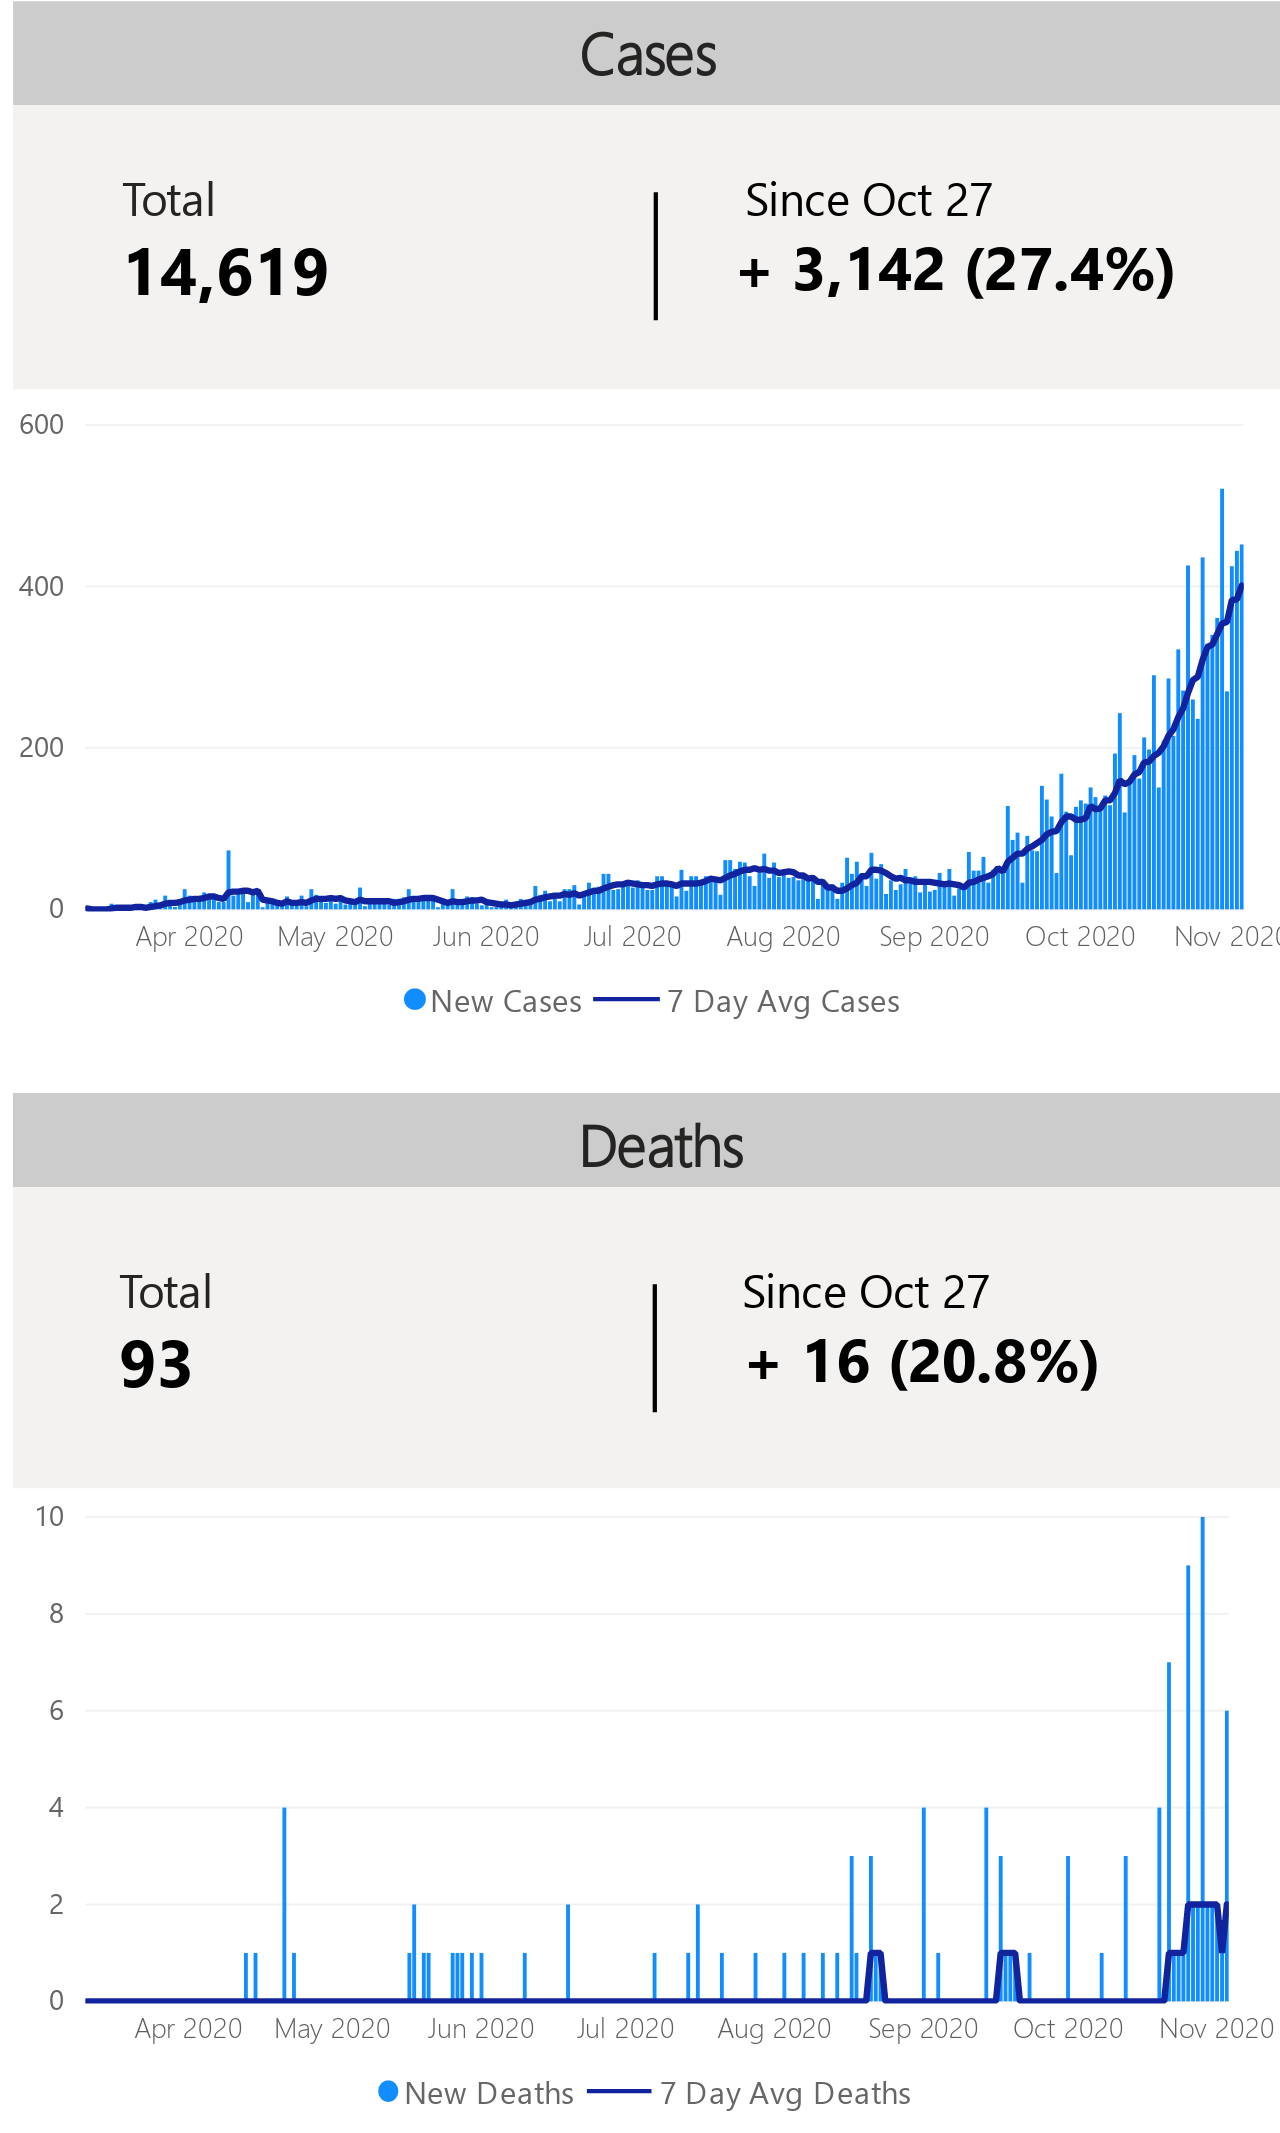 Cases
Total
Since Oct 27
14,619
+ 3,142 (27.4%)
600
400
200
0
Apr 2020 May 2020 Jun 2020 Jul 2020 Aug 2020 Sep 2020 Oct 2020 Nov 2020
New Cases 7 Day Avg Cases
Deaths
Total
Since Oct 27
93
+ 16 (20.8%)
10
8
6
4
2
0
Apr 2020 May 2020 Jun 2020 Jul 2020 Aug 2020 Sep 2020 Oct 2020 Nov 2020
New Deaths 7 Day Avg Deaths